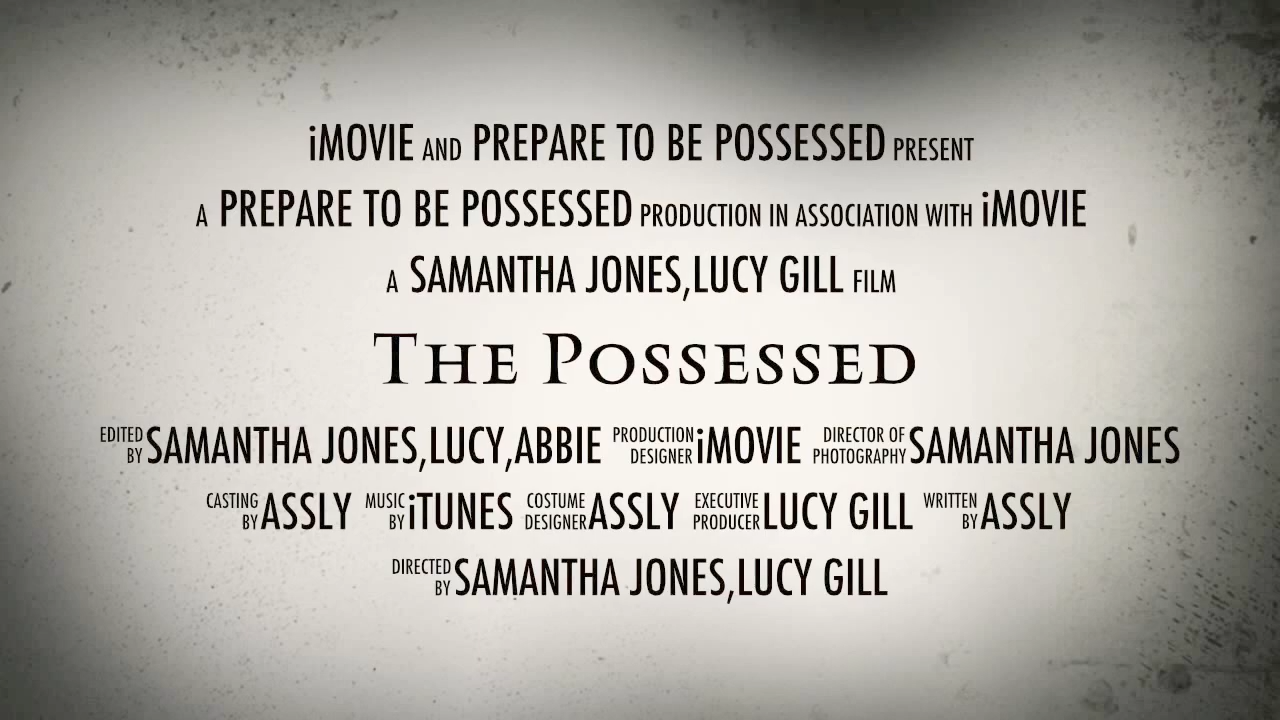 iMOVIE AND PREPARE TO BE POSSESSED PRESENT
A PREPARE TO BE POSSESSED PRODUCTION IN ASSOCIATION WITH iMOVIE
A SAMANTHA JONES,LUCY GILL FILM
THE POSSESSED
EDITED BY SAMANTHA JONES,LUCY,ABBIE PRODUCTION DESIGNER iMOVIE DIRECTOR OF PHOTOGRAPHY SAMANTHA JONES
CASTING BY ASSLY MUSIC BY iTUNES COSTUME DESIGNER ASSLY EXECUTIVE PRODUCER LUCY GILL WRITTEN BY ASSLY
DIRECTED BY SAMANTHA JONES,LUCY GILL